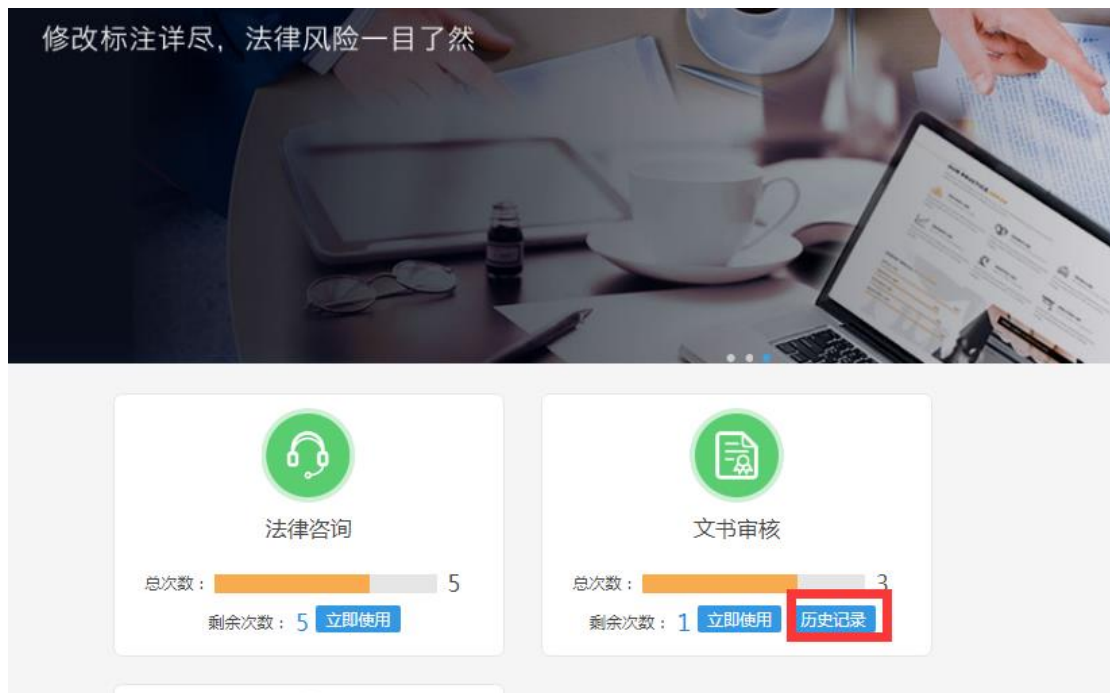 修改标注详尽，法律风险一目了然
法律咨询
总次数： 5
剩余次数： 5 立即使用
文书审核
总次数： 3
剩余次数： 1 立即使用 历史记录